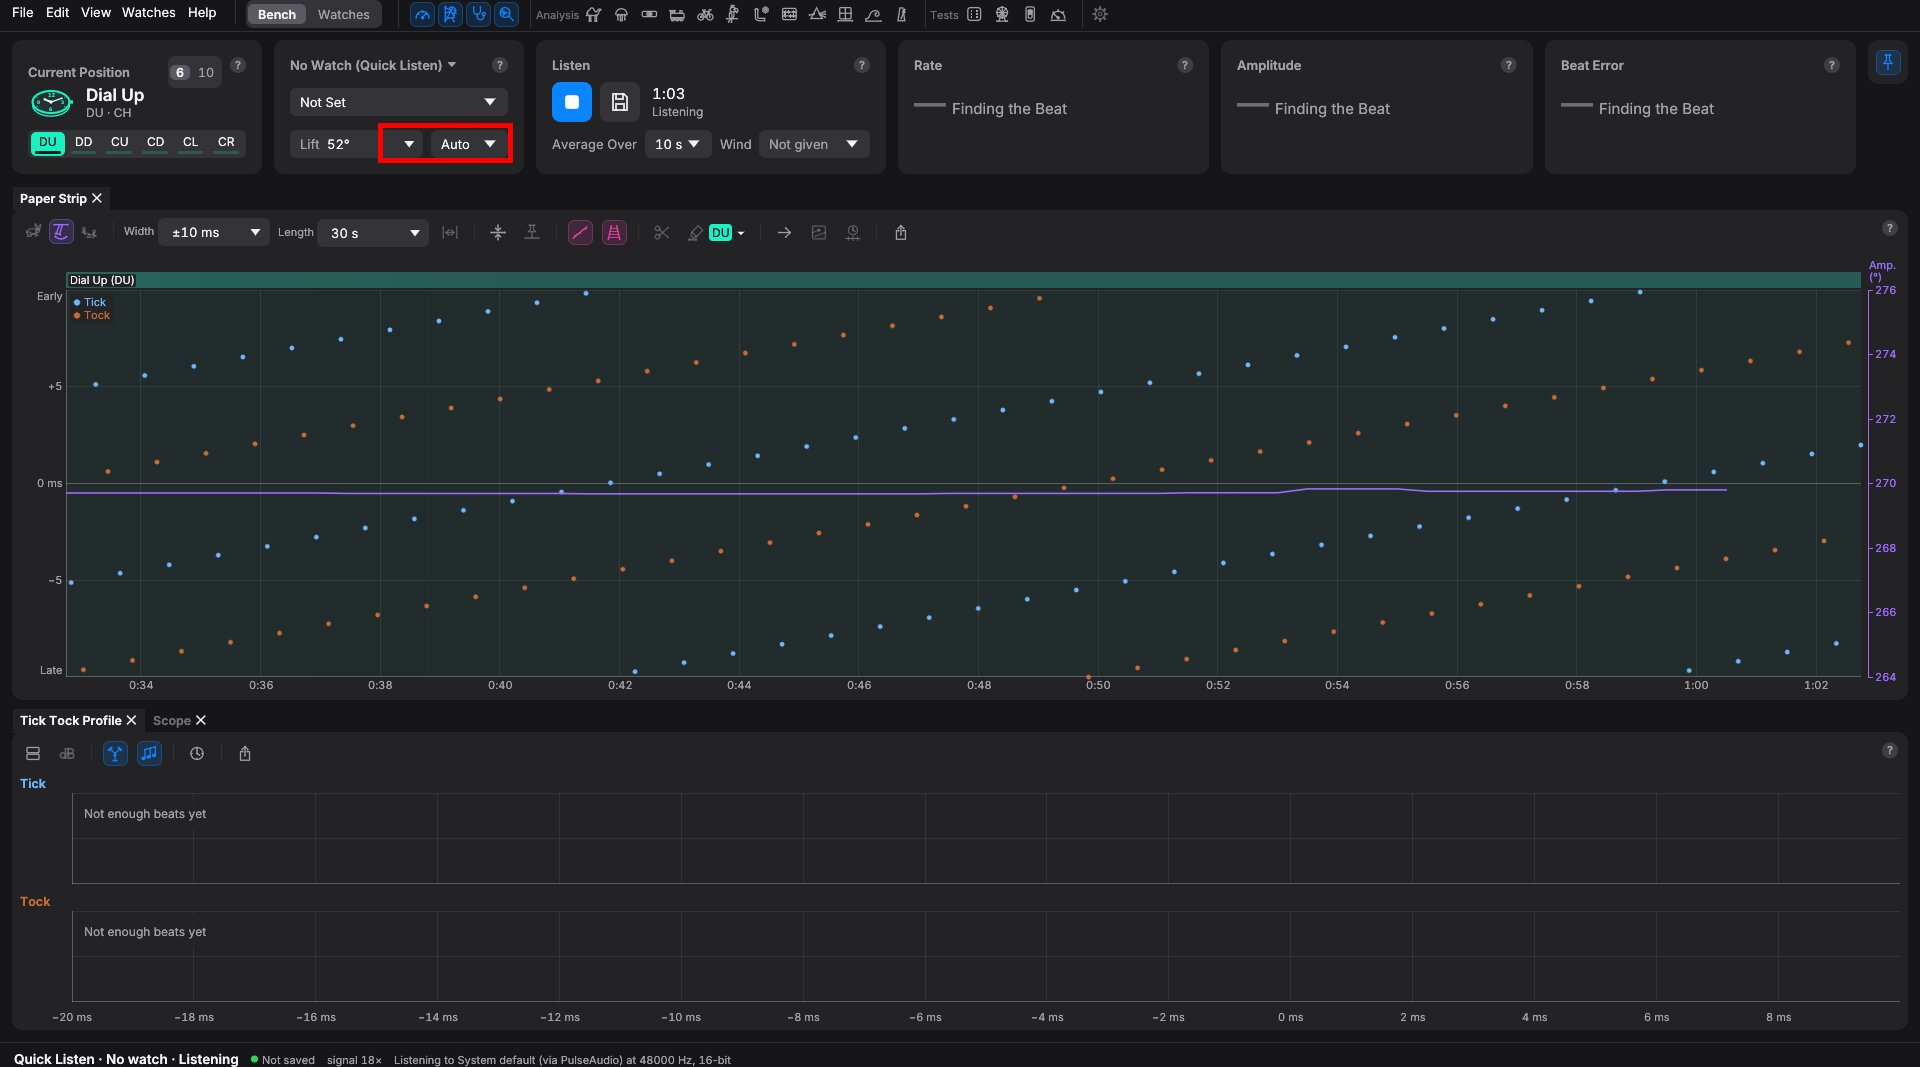 File Edit View Watches Help Bench Watches Analysis Tests
Current Position 6 10 ?
Dial Up
DU · CH
DU DD CU CD CL CR
No Watch (Quick Listen) ?
Not Set
Lift 52° Auto
Listen ?
1:03
Listening
Average Over 10 s Wind Not given
Rate ?
Finding the Beat
Amplitude ?
Finding the Beat
Beat Error ?
Finding the Beat
Paper Strip
Width ±10 ms Length 30 s DU ?
Amp.
(°)
Dial Up (DU)
Early 276
Tick
Tock
274
+5
272
0 ms 270
268
−5
266
Late 264
0:34 0:36 0:38 0:40 0:42 0:44 0:46 0:48 0:50 0:52 0:54 0:56 0:58 1:00 1:02
Tick Tock Profile Scope
dB ?
Tick
Not enough beats yet
Tock
Not enough beats yet
−20 ms −18 ms −16 ms −14 ms −12 ms −10 ms −8 ms −6 ms −4 ms −2 ms 0 ms 2 ms 4 ms 6 ms 8 ms
Quick Listen · No watch · Listening Not saved signal 18× Listening to System default (via PulseAudio) at 48000 Hz, 16-bit